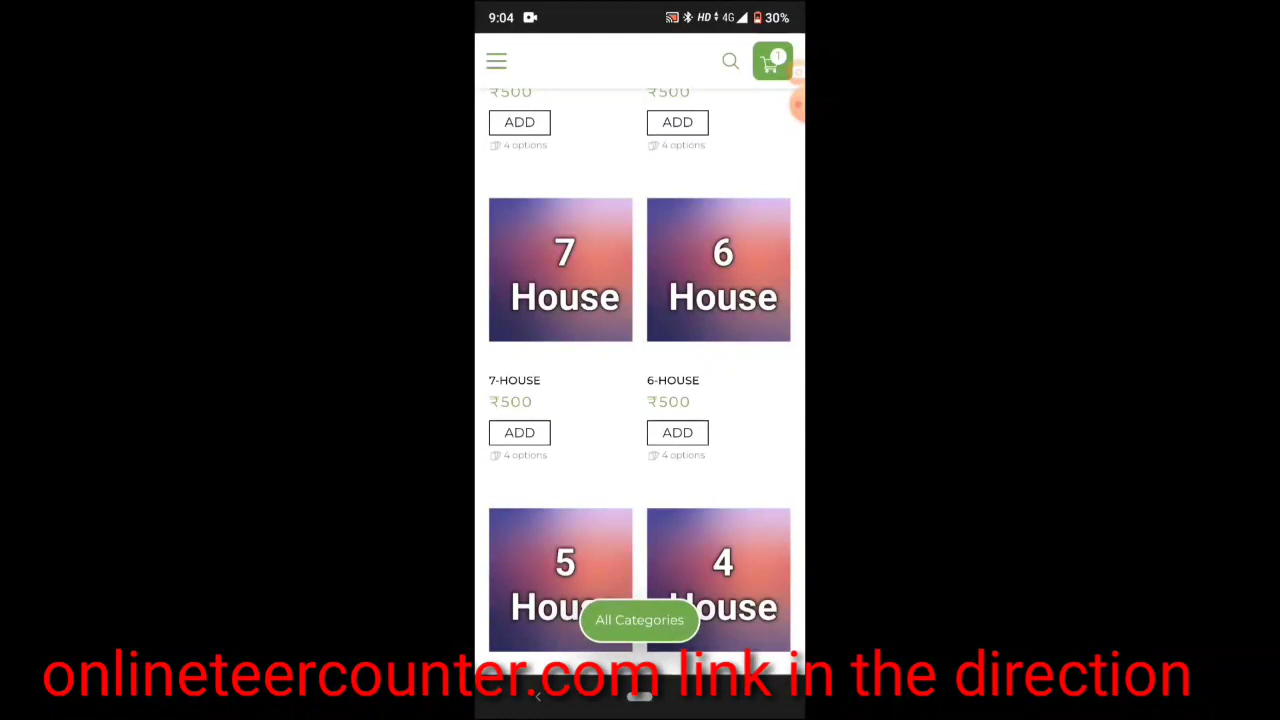 9:04 HD 4G 30%
1
₹500 ₹500
ADD ADD
4 options 4 options
7 House
6 House
7-HOUSE 6-HOUSE
₹500 ₹500
ADD ADD
4 options 4 options
5 House
4 House
All Categories
onlineteercounter.com link in the direction